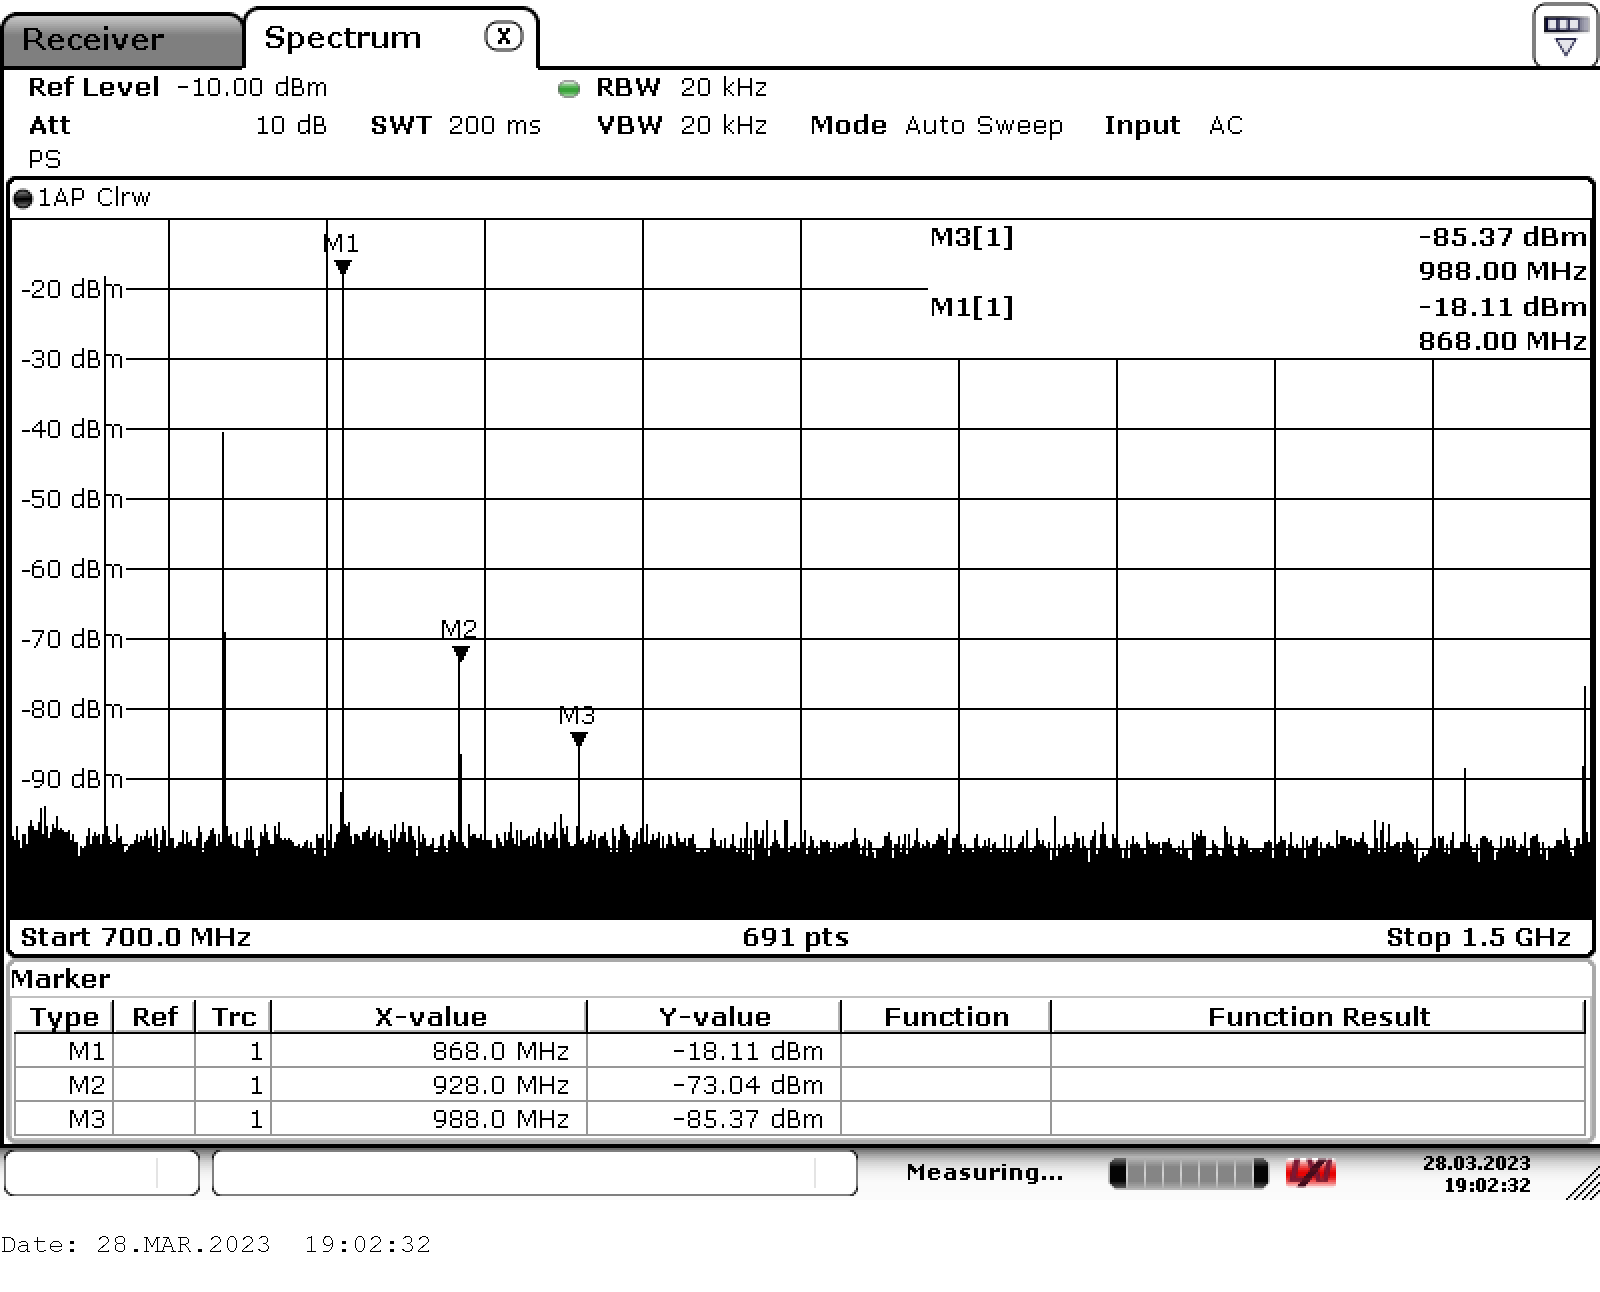 Receiver Spectrum X
Ref Level -10.00 dBm RBW 20 kHz
Att 10 dB SWT 200 ms VBW 20 kHz Mode Auto Sweep Input AC
PS
1AP Clrw
M3[1] -85.37 dBm
988.00 MHz
M1[1] -18.11 dBm
868.00 MHz
M1
-20 dBm
-30 dBm
-40 dBm
-50 dBm
-60 dBm
M2
-70 dBm
M3
-80 dBm
-90 dBm
Start 700.0 MHz 691 pts Stop 1.5 GHz
Marker
Type Ref Trc X-value Y-value Function Function Result
M1 1 868.0 MHz -18.11 dBm
M2 1 928.0 MHz -73.04 dBm
M3 1 988.0 MHz -85.37 dBm
Measuring... LXI 28.03.2023
19:02:32
Date: 28.MAR.2023 19:02:32